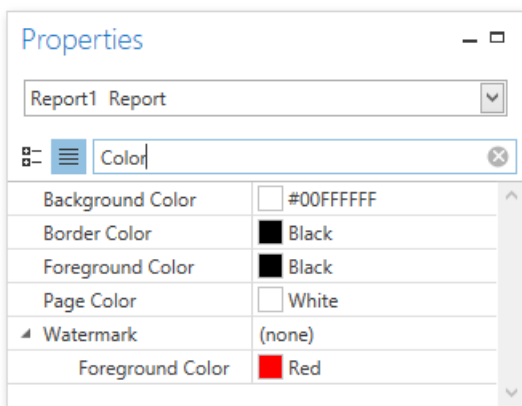 Properties
Report1 Report
Color
Background Color #00FFFFFF
Border Color Black
Foreground Color Black
Page Color White
Watermark (none)
Foreground Color Red